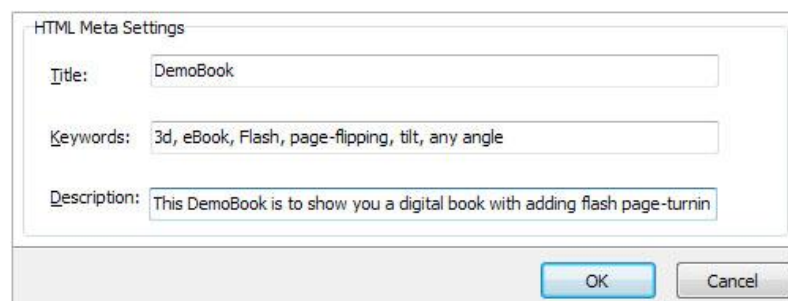 HTML Meta Settings
Title: DemoBook
Keywords: 3d, eBook, Flash, page-flipping, tilt, any angle
Description: This DemoBook is to show you a digital book with adding flash page-turnin
OK Cancel